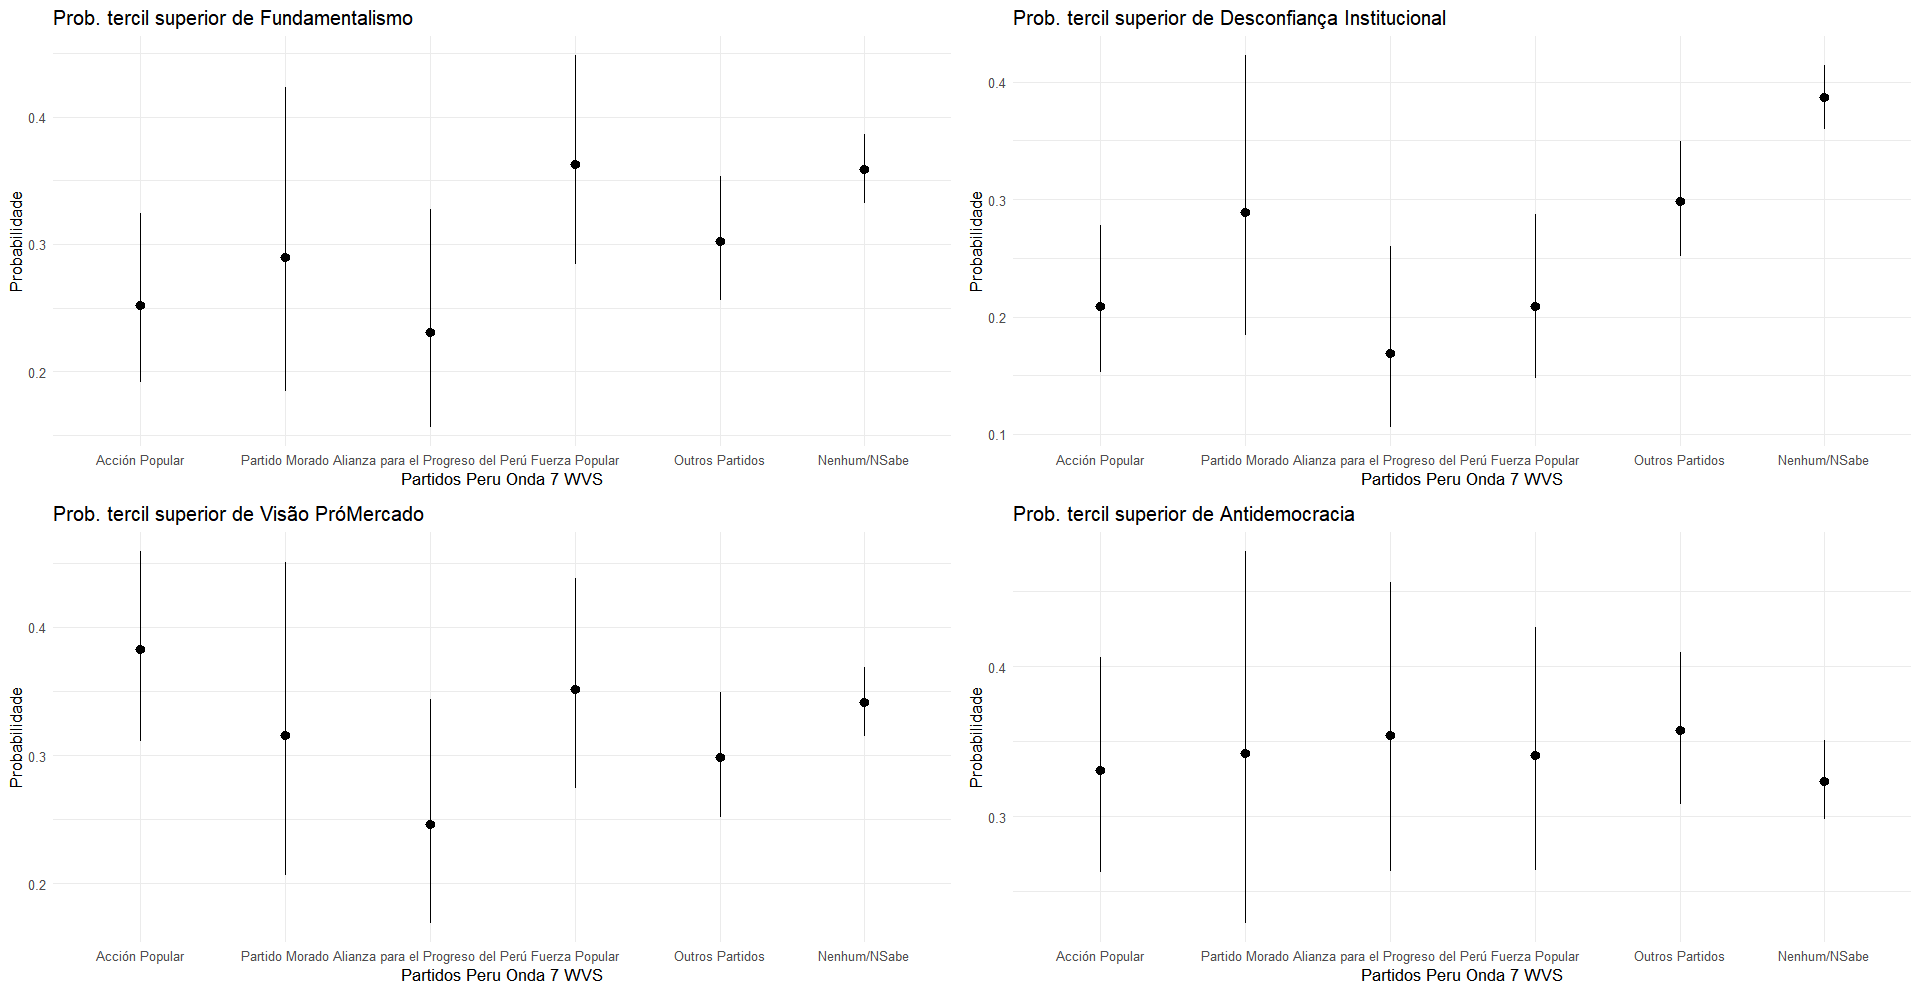 Prob. tercil superior de Fundamentalismo
Probabilidade
0.4
0.3
0.2
Acción Popular Partido Morado Alianza para el Progreso del Perú Fuerza Popular Outros Partidos Nenhum/NSabe
Partidos Peru Onda 7 WVS
Prob. tercil superior de Desconfiança Institucional
Probabilidade
0.4
0.3
0.2
0.1
Acción Popular Partido Morado Alianza para el Progreso del Perú Fuerza Popular Outros Partidos Nenhum/NSabe
Partidos Peru Onda 7 WVS
Prob. tercil superior de Visão PróMercado
Probabilidade
0.4
0.3
0.2
Acción Popular Partido Morado Alianza para el Progreso del Perú Fuerza Popular Outros Partidos Nenhum/NSabe
Partidos Peru Onda 7 WVS
Prob. tercil superior de Antidemocracia
Probabilidade
0.4
0.3
Acción Popular Partido Morado Alianza para el Progreso del Perú Fuerza Popular Outros Partidos Nenhum/NSabe
Partidos Peru Onda 7 WVS